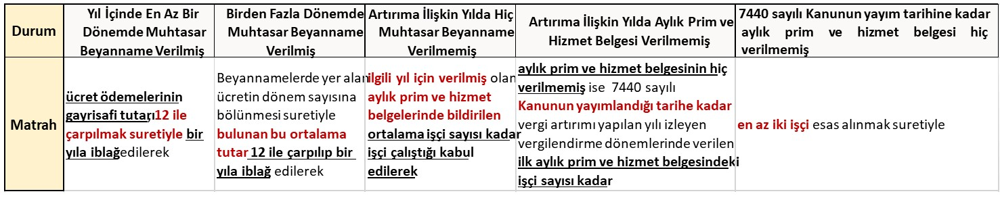 Durum
Yıl İçinde En Az Bir
Dönemde Muhtasar
Beyanname Verilmiş
Birden Fazla Dönemde
Muhtasar Beyanname
Verilmiş
Artırıma İlişkin Yılda Hiç
Muhtasar Beyanname
Verilmemiş
Artırıma İlişkin Yılda Aylık Prim ve
Hizmet Belgesi Verilmemiş
7440 sayılı Kanunun yayım tarihine kadar
aylık prim ve hizmet belgesi hiç
verilmemiş
Matrah
ücret ödemelerinin
gayrisafi tutarı 12 ile
çarpılmak suretiyle bir
yıla iblağ edilerek
Beyannamelerde yer alan
ücretin dönem sayısına
bölünmesi suretiyle
bulunan bu ortalama
tutar 12 ile çarpılıp bir
yıla iblağ edilerek
ilgili yıl için verilmiş olan
aylık prim ve hizmet
belgelerinde bildirilen
ortalama işçi sayısı kadar
işçi çalıştığı kabul
edilerek
aylık prim ve hizmet belgesinin hiç
verilmemiş ise 7440 sayılı
Kanunun yayımlandığı tarihe kadar
vergi artırımı yapılan yılı izleyen
vergilendirme dönemlerinde verilen
ilk aylık prim ve hizmet belgesindeki
işçi sayısı kadar
en az iki işçi esas alınmak suretiyle